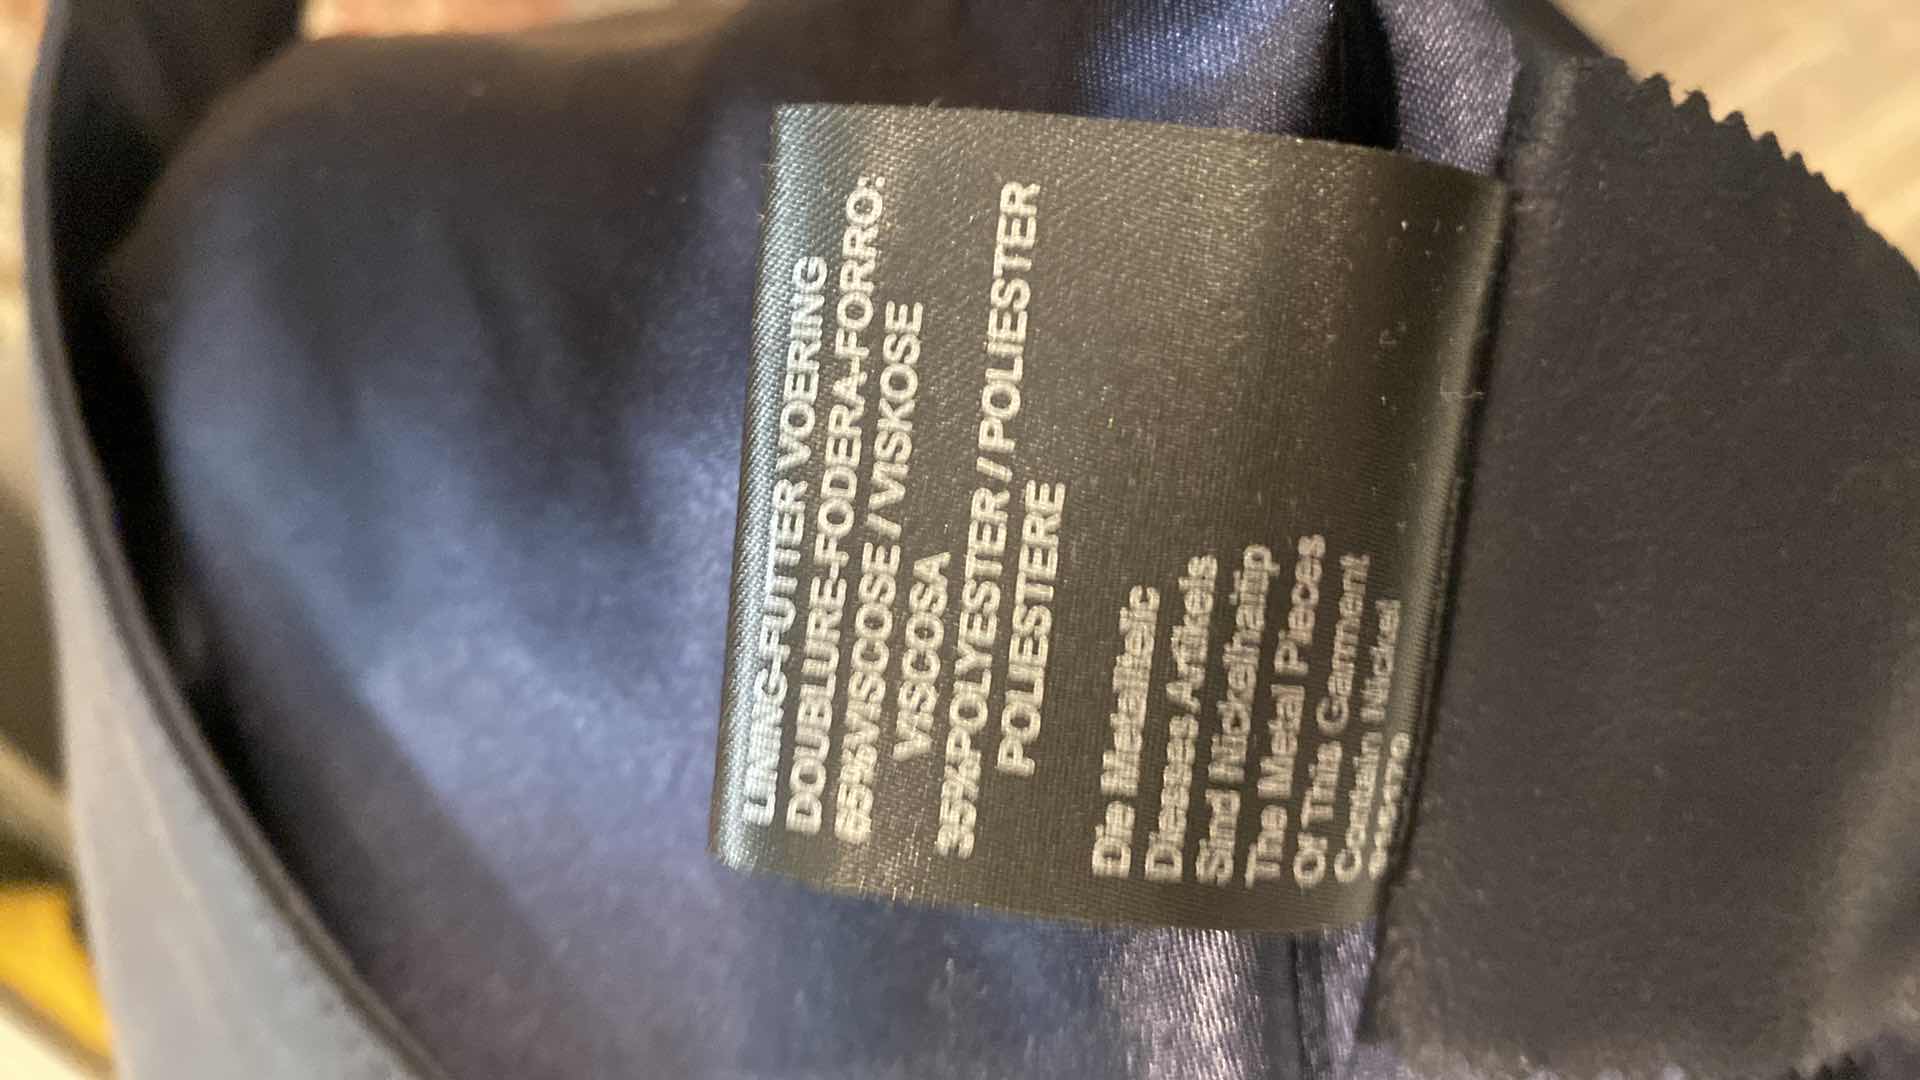 LINING-FUTTER VOERING
DOUBLURE-FODERA-FORRO:
65%VISCOSE / VISKOSE
VISCOSA
35%POLYESTER / POLIESTER
POLIESTERE
Die Metallteile
Dieses Artikels
Sind Nickelhaltip
The Metal Pieces
Of This Garment
Contain Nickel